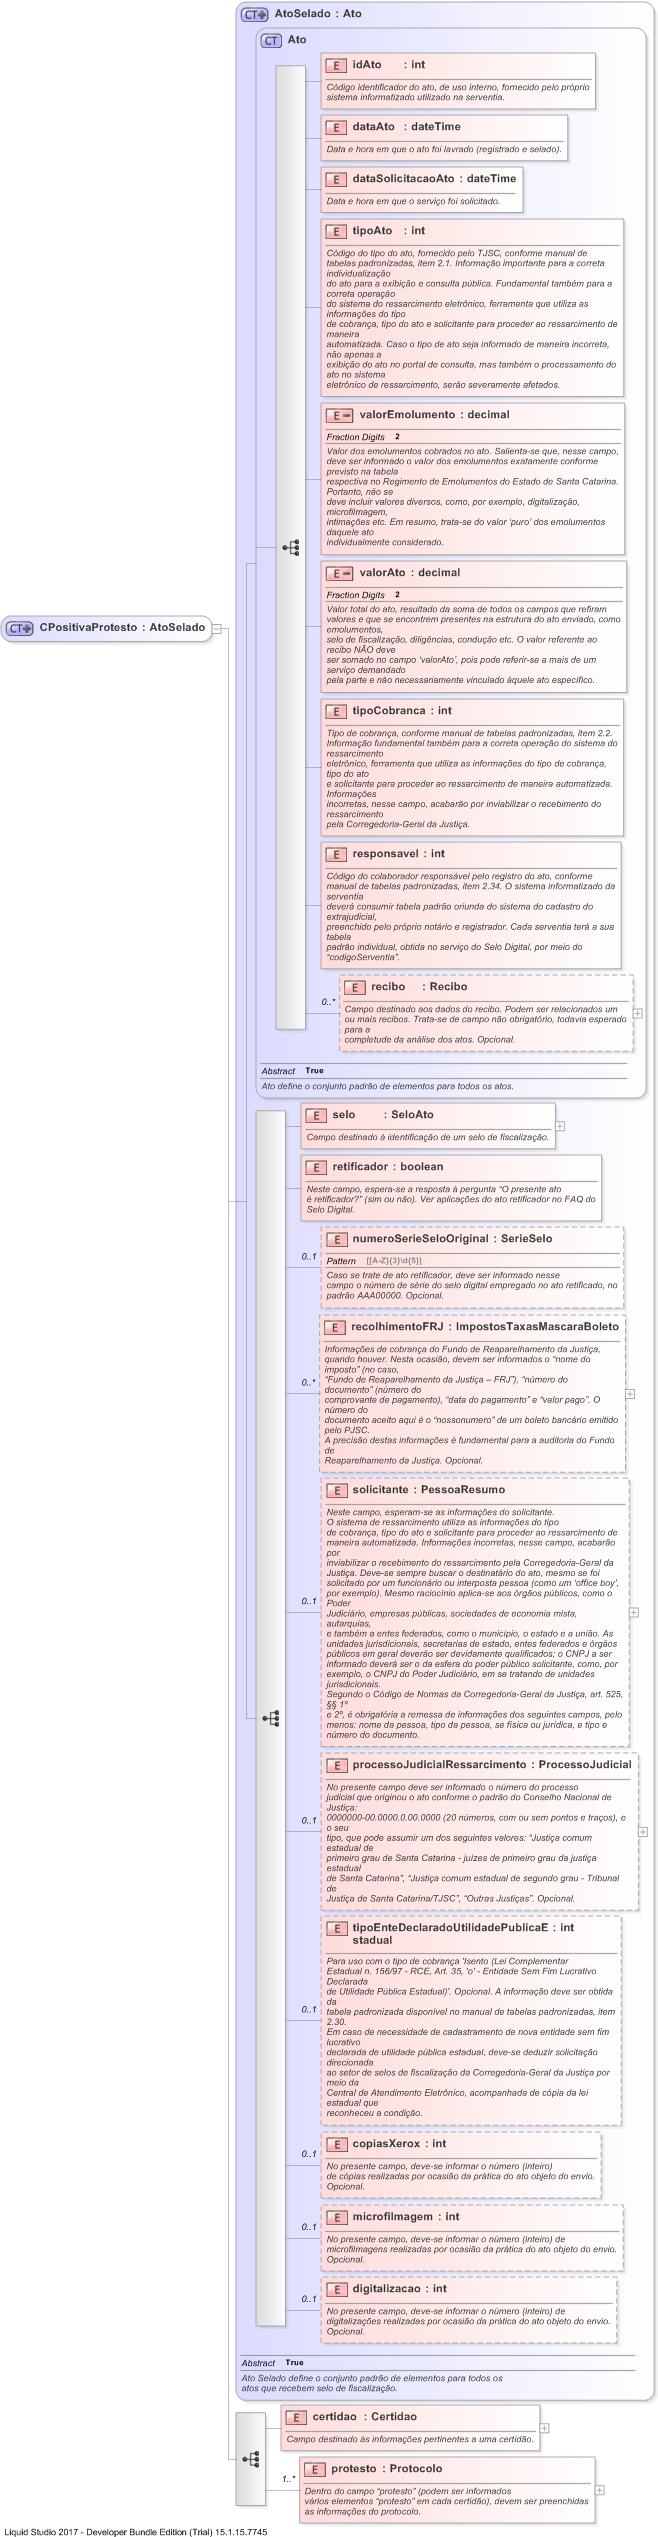 AtoSelado : Ato
Ato
idAto : int
Código identificador do ato, de uso interno, fornecido pelo próprio
sistema informatizado utilizado na serventia.
dataAto : dateTime
Data e hora em que o ato foi lavrado (registrado e selado).
dataSolicitacaoAto : dateTime
Data e hora em que o serviço foi solicitado.
tipoAto : int
Código do tipo do ato, fornecido pelo TJSC, conforme manual de
tabelas padronizadas, item 2.1. Informação importante para a correta
individualização
do ato para a exibição e consulta pública. Fundamental também para a
correta operação
do sistema do ressarcimento eletrônico, ferramenta que utiliza as
informações do tipo
de cobrança, tipo do ato e solicitante para proceder ao ressarcimento de
maneira
automatizada. Caso o tipo de ato seja informado de maneira incorreta,
não apenas a
exibição do ato no portal de consulta, mas também o processamento do
ato no sistema
eletrônico de ressarcimento, serão severamente afetados.
valorEmolumento : decimal
Fraction Digits 2
Valor dos emolumentos cobrados no ato. Salienta-se que, nesse campo,
deve ser informado o valor dos emolumentos exatamente conforme
previsto na tabela
respectiva no Regimento de Emolumentos do Estado de Santa Catarina.
Portanto, não se
deve incluir valores diversos, como, por exemplo, digitalização,
microfilmagem,
intimações etc. Em resumo, trata-se do valor ‘puro’ dos emolumentos
daquele ato
individualmente considerado.
valorAto : decimal
Fraction Digits 2
Valor total do ato, resultado da soma de todos os campos que refiram
valores e que se encontrem presentes na estrutura do ato enviado, como
emolumentos,
selo de fiscalização, diligências, condução etc. O valor referente ao
recibo NÃO deve
ser somado no campo ‘valorAto’, pois pode referir-se a mais de um
serviço demandado
pela parte e não necessariamente vinculado àquele ato específico.
CPositivaProtesto : AtoSelado
tipoCobranca : int
Tipo de cobrança, conforme manual de tabelas padronizadas, item 2.2.
Informação fundamental também para a correta operação do sistema do
ressarcimento
eletrônico, ferramenta que utiliza as informações do tipo de cobrança,
tipo do ato
e solicitante para proceder ao ressarcimento de maneira automatizada.
Informações
incorretas, nesse campo, acabarão por inviabilizar o recebimento do
ressarcimento
pela Corregedoria-Geral da Justiça.
responsavel : int
Código do colaborador responsável pelo registro do ato, conforme
manual de tabelas padronizadas, item 2.34. O sistema informatizado da
serventia
deverá consumir tabela padrão oriunda do sistema do cadastro do
extrajudicial,
preenchido pelo próprio notário e registrador. Cada serventia terá a sua
tabela
padrão individual, obtida no serviço do Selo Digital, por meio do
“codigoServentia”.
recibo : Recibo
0..*
Campo destinado aos dados do recibo. Podem ser relacionados um
ou mais recibos. Trata-se de campo não obrigatório, todavia esperado
para a
completude da análise dos atos. Opcional.
Abstract True
Ato define o conjunto padrão de elementos para todos os atos.
selo : SeloAto
Campo destinado à identificação de um selo de fiscalização.
retificador : boolean
Neste campo, espera-se a resposta à pergunta “O presente ato
é retificador?” (sim ou não). Ver aplicações do ato retificador no FAQ do
Selo Digital.
numeroSerieSeloOriginal : SerieSelo
0..1
Pattern [[A-Z]{3}\d{5}]
Caso se trate de ato retificador, deve ser informado nesse
campo o número de série do selo digital empregado no ato retificado, no
padrão AAA00000. Opcional.
recolhimentoFRJ : ImpostosTaxasMascaraBoleto
0..*
Informações de cobrança do Fundo de Reaparelhamento da Justiça,
quando houver. Nesta ocasião, devem ser informados o “nome do
imposto” (no caso,
“Fundo de Reaparelhamento da Justiça – FRJ”), “número do
documento” (número do
comprovante de pagamento), “data do pagamento” e “valor pago”. O
número do
documento aceito aqui é o “nossonumero” de um boleto bancário emitido
pelo PJSC.
A precisão destas informações é fundamental para a auditoria do Fundo
de
Reaparelhamento da Justiça. Opcional.
solicitante : PessoaResumo
0..1
Neste campo, esperam-se as informações do solicitante.
O sistema de ressarcimento utiliza as informações do tipo
de cobrança, tipo do ato e solicitante para proceder ao ressarcimento de
maneira automatizada. Informações incorretas, nesse campo, acabarão
por
inviabilizar o recebimento do ressarcimento pela Corregedoria-Geral da
Justiça. Deve-se sempre buscar o destinatário do ato, mesmo se foi
solicitado por um funcionário ou interposta pessoa (como um ‘office boy’,
por exemplo). Mesmo raciocínio aplica-se aos órgãos públicos, como o
Poder
Judiciário, empresas públicas, sociedades de economia mista,
autarquias,
e também a entes federados, como o município, o estado e a união. As
unidades jurisdicionais, secretarias de estado, entes federados e órgãos
públicos em geral deverão ser devidamente qualificados; o CNPJ a ser
informado deverá ser o da esfera do poder público solicitante, como, por
exemplo, o CNPJ do Poder Judiciário, em se tratando de unidades
jurisdicionais.
Segundo o Código de Normas da Corregedoria-Geral da Justiça, art. 525,
§§ 1º
e 2º, é obrigatória a remessa de informações dos seguintes campos, pelo
menos: nome da pessoa, tipo da pessoa, se física ou jurídica, e tipo e
número do documento.
processoJudicialRessarcimento : ProcessoJudicial
0..1
No presente campo deve ser informado o número do processo
judicial que originou o ato conforme o padrão do Conselho Nacional de
Justiça:
0000000-00.0000.0.00.0000 (20 números, com ou sem pontos e traços), e
o seu
tipo, que pode assumir um dos seguintes valores: “Justiça comum
estadual de
primeiro grau de Santa Catarina - juízes de primeiro grau da justiça
estadual
de Santa Catarina”, “Justiça comum estadual de segundo grau - Tribunal
de
Justiça de Santa Catarina/TJSC”, “Outras Justiças”. Opcional.
tipoEnteDeclaradoUtilidadePublicaE : int
stadual
0..1
Para uso com o tipo de cobrança 'Isento (Lei Complementar
Estadual n. 156/97 - RCE, Art. 35, 'o' - Entidade Sem Fim Lucrativo
Declarada
de Utilidade Pública Estadual)'. Opcional. A informação deve ser obtida
da
tabela padronizada disponível no manual de tabelas padronizadas, item
2.30.
Em caso de necessidade de cadastramento de nova entidade sem fim
lucrativo
declarada de utilidade pública estadual, deve-se deduzir solicitação
direcionada
ao setor de selos de fiscalização da Corregedoria-Geral da Justiça por
meio da
Central de Atendimento Eletrônico, acompanhada de cópia da lei
estadual que
reconheceu a condição.
copiasXerox : int
0..1
No presente campo, deve-se informar o número (inteiro)
de cópias realizadas por ocasião da prática do ato objeto do envio.
Opcional.
microfilmagem : int
0..1
No presente campo, deve-se informar o número (inteiro) de
microfilmagens realizadas por ocasião da prática do ato objeto do envio.
Opcional.
digitalizacao : int
0..1
No presente campo, deve-se informar o número (inteiro) de
digitalizações realizadas por ocasião da prática do ato objeto do envio.
Opcional.
Abstract True
Ato Selado define o conjunto padrão de elementos para todos os
atos que recebem selo de fiscalização.
certidao : Certidao
Campo destinado às informações pertinentes a uma certidão.
protesto : Protocolo
1..*
Dentro do campo “protesto” (podem ser informados
vários elementos “protesto” em cada certidão), devem ser preenchidas
as informações do protocolo.
Liquid Studio 2017 - Developer Bundle Edition (Trial) 15.1.15.7745